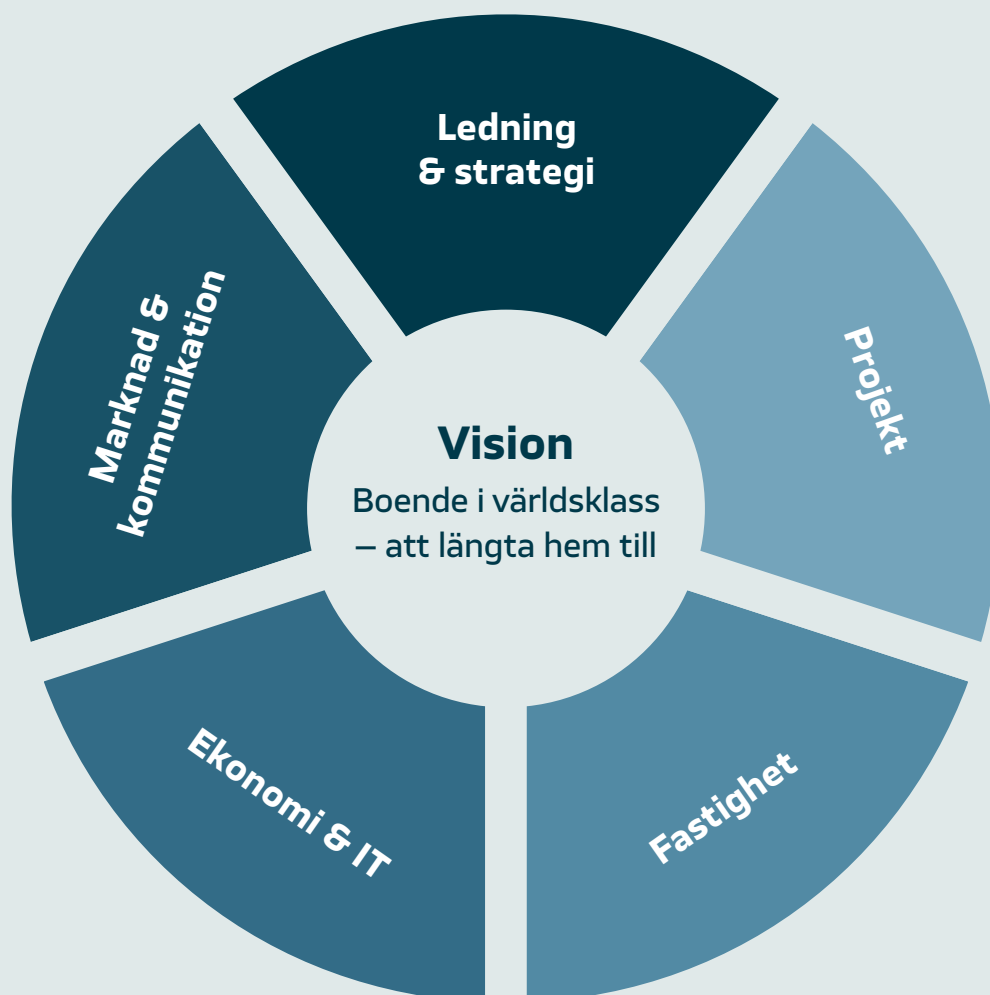 Ledning
& strategi
Projekt
Fastighet
Ekonomi & IT
Marknad &
kommunikation
Vision
Boende i världsklass
– att längta hem till